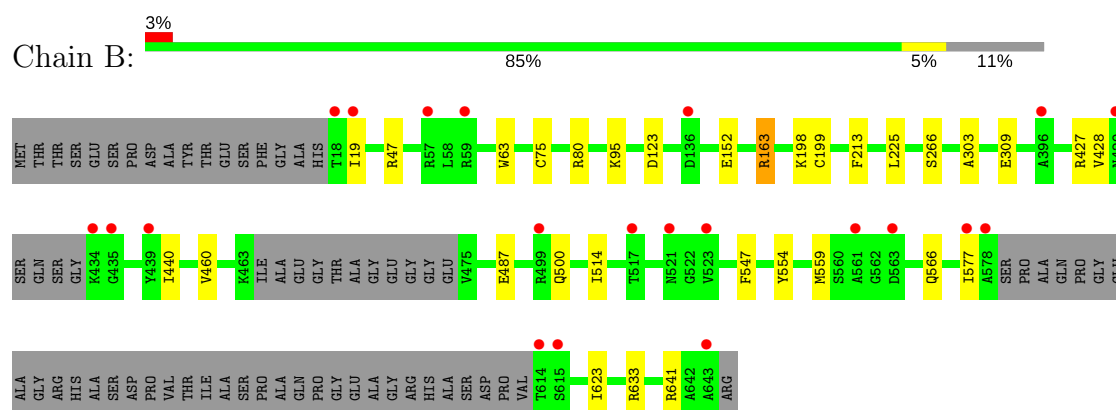 3%
Chain B:
85% 5% 11%
MET THR THR SER GLU SER PRO ASP ALA TYR THR GLU SER PHE GLY ALA HIS T18 I19 R47 R57 L58 R59 W63 C75 R80 K95 D123 D136 E152 R163 K198 C199 F213 L225 S266 A303 E309 A396 R427 V428
SER GLN SER GLY K434 G435 Y439 I440 V460 K463 ILE ALA GLU GLY THR ALA GLY GLU GLY GLY GLU V475 E487 R499 Q500 I514 T517 N521 G522 V523 F547 Y554 M559 S560 A561 G562 D563 Q566 I577 A578 SER PRO ALA GLN PRO GLY
ALA GLY ARG HIS ALA SER ASP PRO VAL THR ILE ALA SER PRO ALA GLN PRO GLY GLU ALA GLY ARG HIS ALA SER ASP PRO VAL T614 S615 I623 R633 R641 A642 A643 ARG